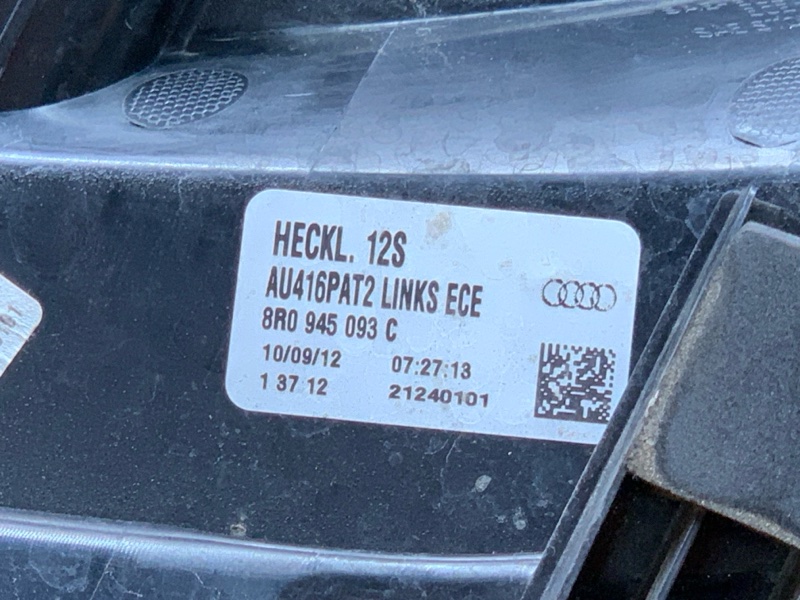 HECKL. 12S
AU416PAT2 LINKS ECE
8R0 945 093 C
10/09/12 07:27:13
1 37 12 21240101